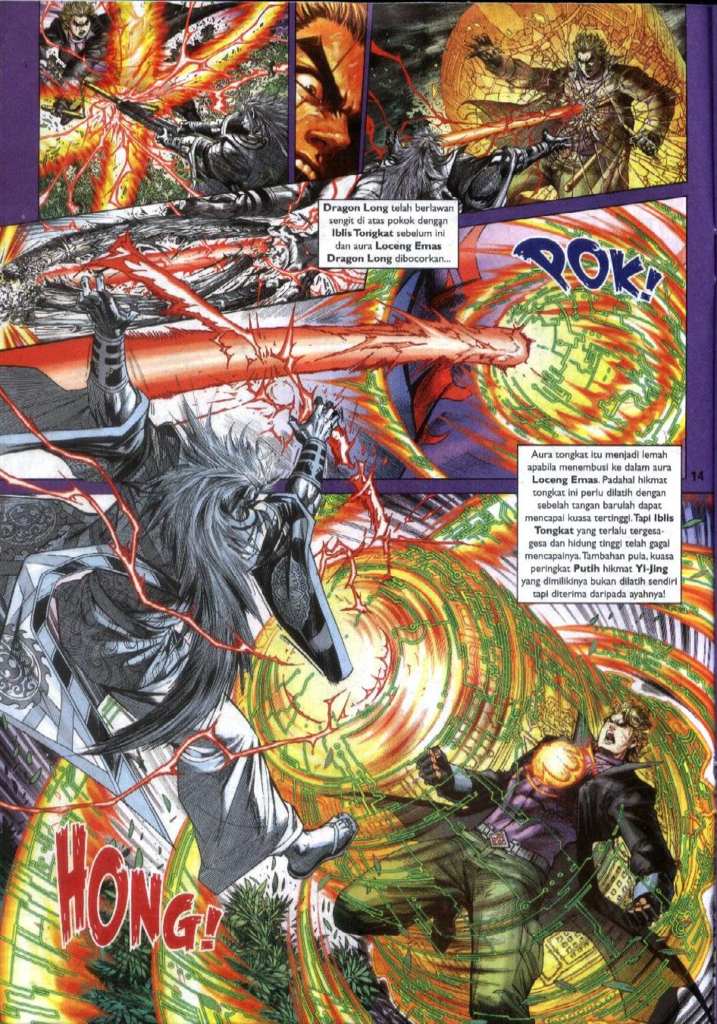 Dragon Long telah berlawan
sengit di atas pokok dengan
Iblis Tongkat sebelum ini
dan aura Loceng Emas
Dragon Long dibocorkan...
POK!
Aura tongkat itu menjadi lemah
apabila menembusi ke dalam aura
Loceng Emas. Padahal hikmat
tongkat ini perlu dilatih dengan
sebelah tangan barulah dapat
mencapai kuasa tertinggi. Tapi Iblis
Tongkat yang terlalu tergesa-
gesa dan hidung tinggi telah gagal
mencapainya. Tambahan pula, kuasa
peringkat Putih hikmat Yi-Jing
yang dimilikinya bukan dilatih sendiri
tapi diterima daripada ayahnya!
14
HONG!